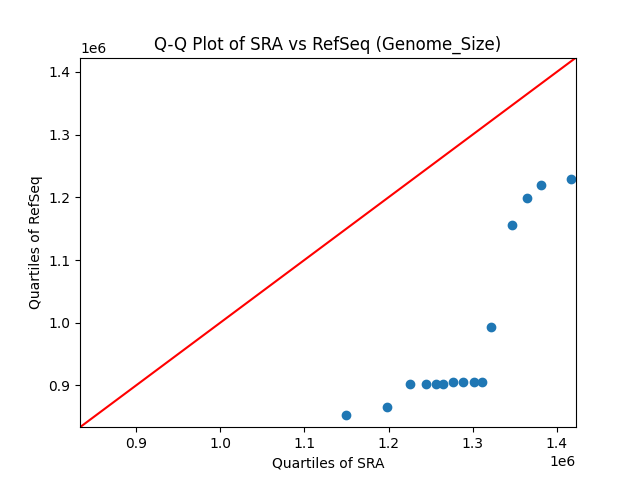 Q-Q Plot of SRA vs RefSeq (Genome_Size)
1e6
1.4
1.3
1.2
1.1
1.0
0.9
Quartiles of RefSeq
0.9 1.0 1.1 1.2 1.3 1.4
1e6
Quartiles of SRA